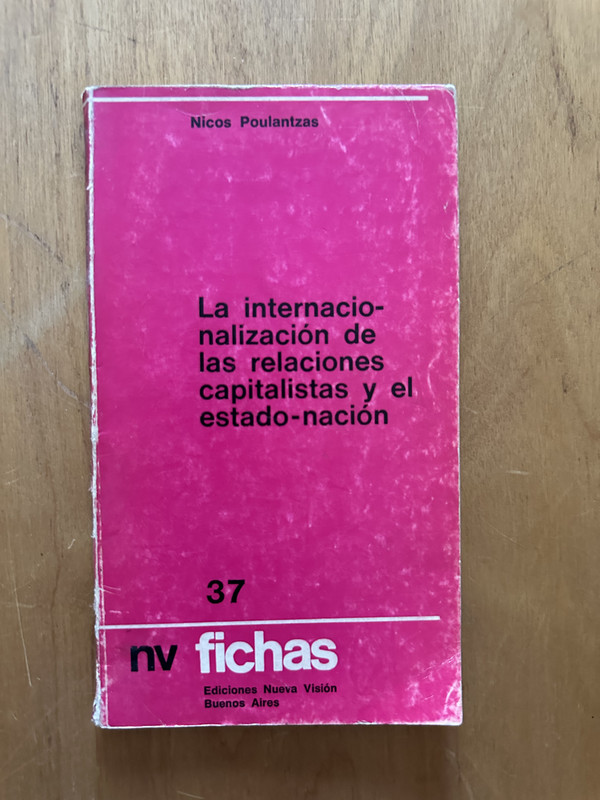 Nicos Poulantzas
La internacio-
nalización de
las relaciones
capitalistas y el
estado-nación
37
nv fichas
Ediciones Nueva Visión
Buenos Aires